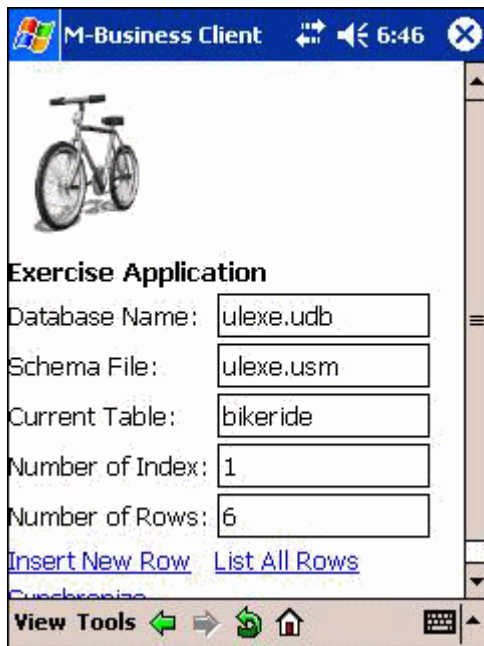 M-Business Client 6:46
Exercise Application
Database Name: ulexe.udb
Schema File: ulexe.usm
Current Table: bikeride
Number of Index: 1
Number of Rows: 6
Insert New Row List All Rows
Synchronize
View Tools